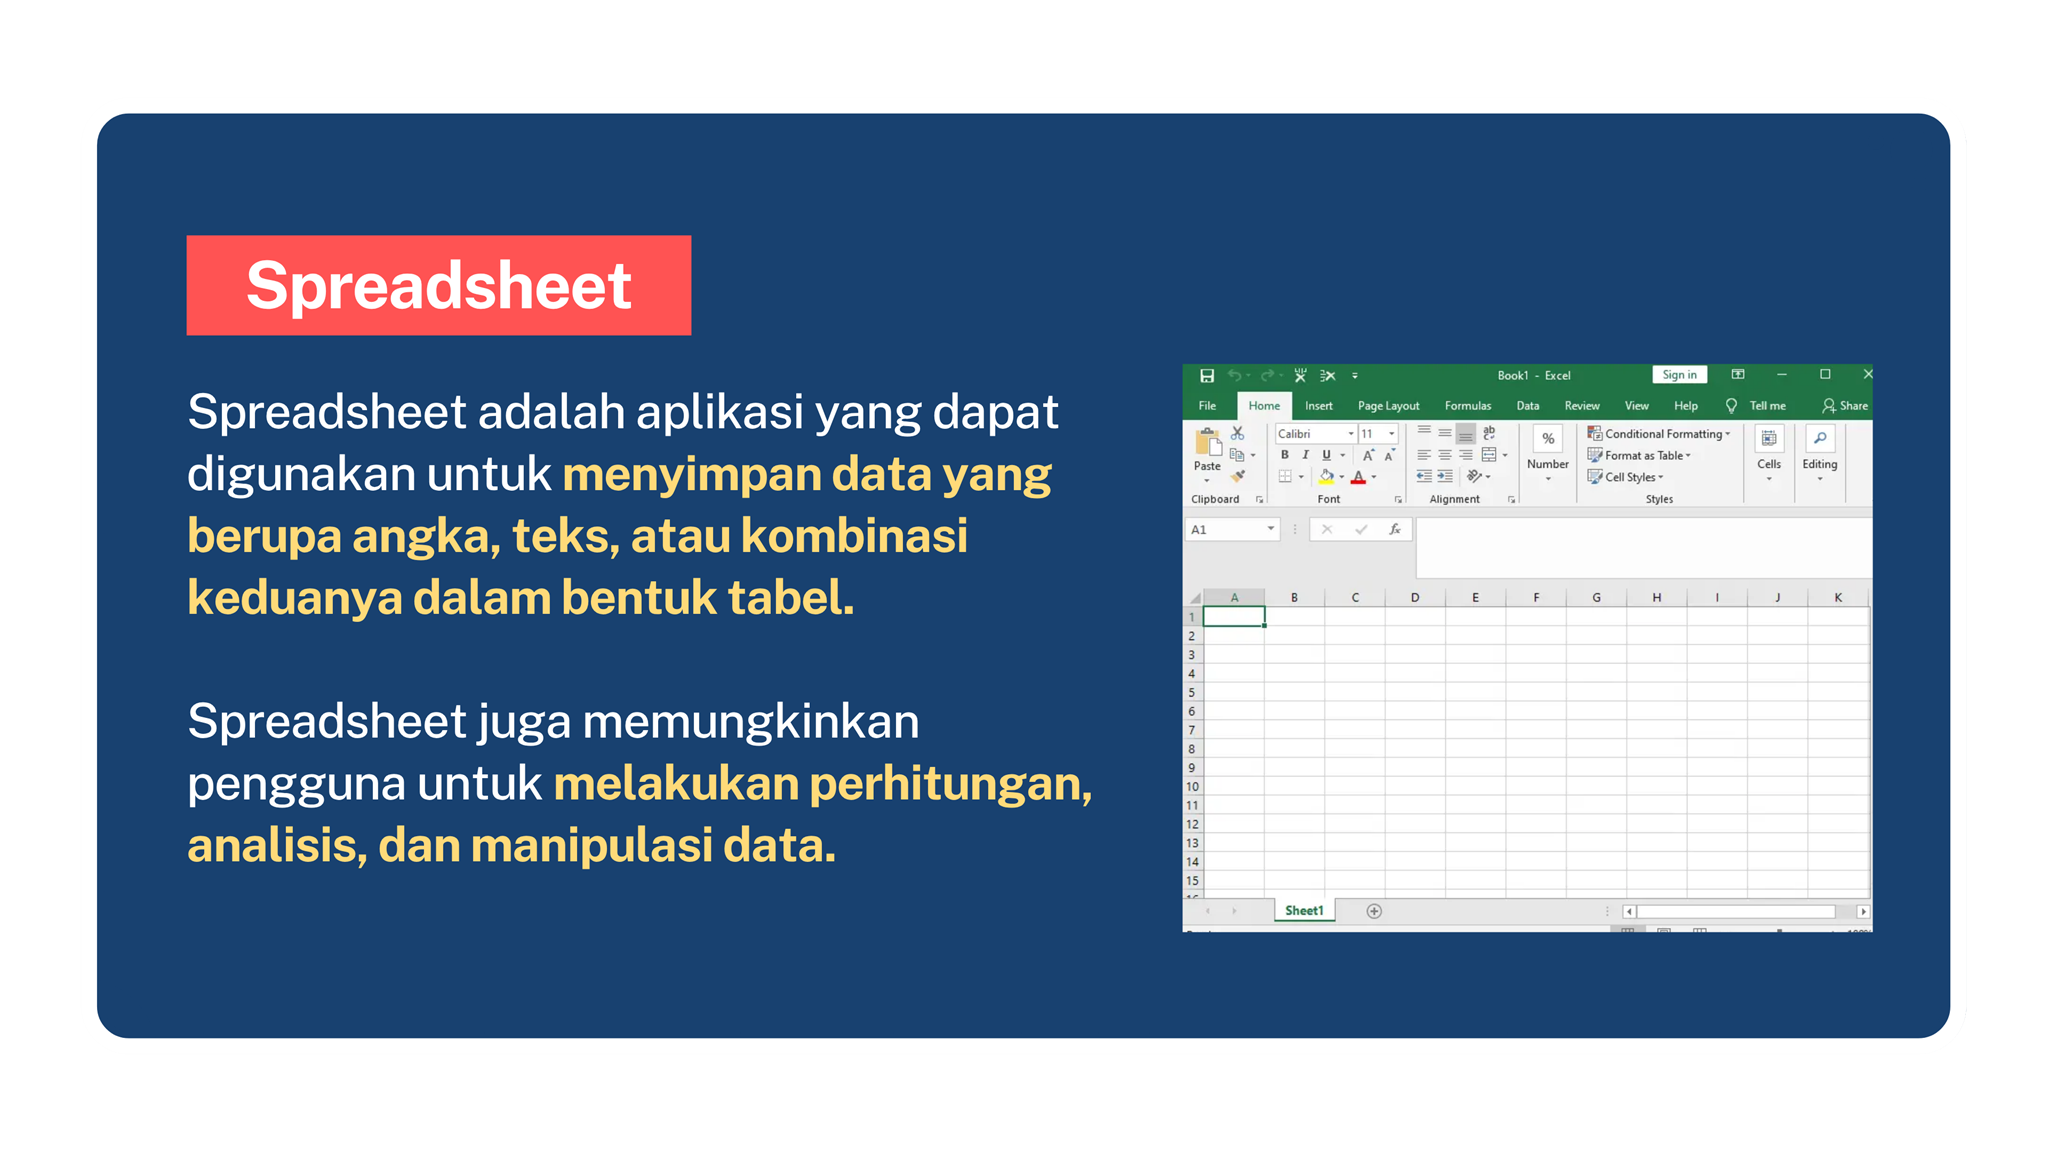 Spreadsheet
Spreadsheet adalah aplikasi yang dapat
digunakan untuk menyimpan data yang
berupa angka, teks, atau kombinasi
keduanya dalam bentuk tabel.
Spreadsheet juga memungkinkan
pengguna untuk melakukan perhitungan,
analisis, dan manipulasi data.
Book1 - Excel
Sign in
File Home Insert Page Layout Formulas Data Review View Help Tell me Share
Calibri 11
B I U A A
ab
%
Paste
Number
Conditional Formatting
Format as Table
Cell Styles
Cells
Editing
Clipboard Font Alignment Styles
A1
fx
A B C D E F G H I J K
1
2
3
4
5
6
7
8
9
10
11
12
13
14
15
Sheet1